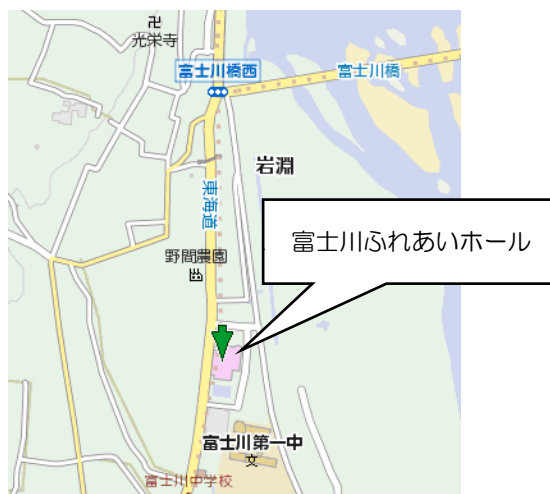 卍
光栄寺
富士川橋西
富士川橋
岩淵
東海道
富士川ふれあいホール
野間農園
富士川第一中
文
富士川中学校